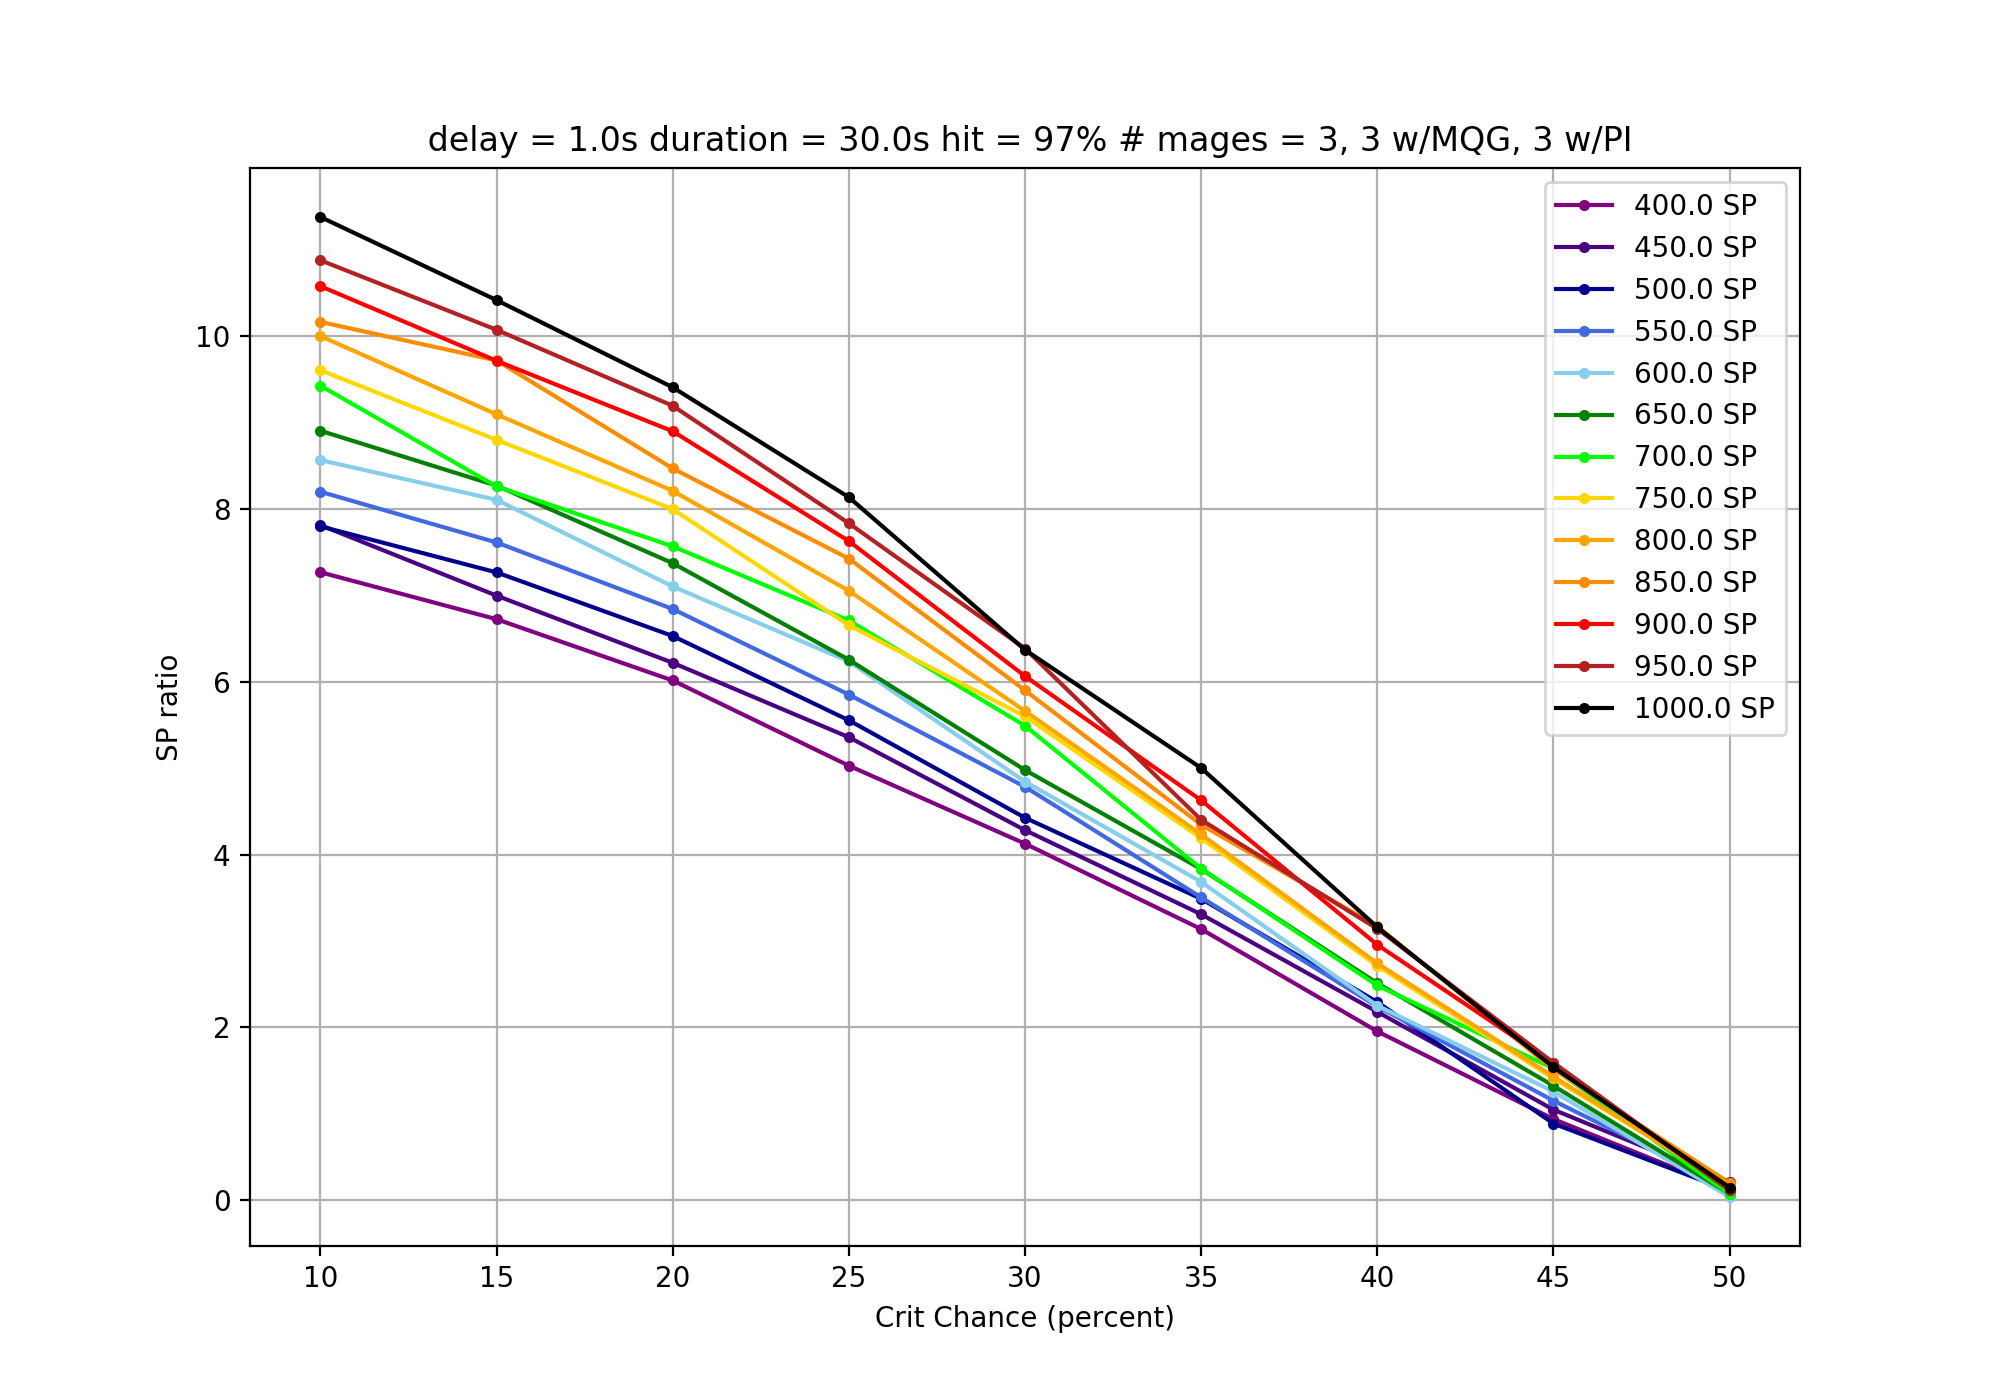 delay = 1.0s duration = 30.0s hit = 97% # mages = 3, 3 w/MQG, 3 w/PI
400.0 SP
450.0 SP
500.0 SP
550.0 SP
600.0 SP
650.0 SP
700.0 SP
750.0 SP
800.0 SP
850.0 SP
900.0 SP
950.0 SP
1000.0 SP
10
8
6
4
2
0
SP ratio
10 15 20 25 30 35 40 45 50
Crit Chance (percent)